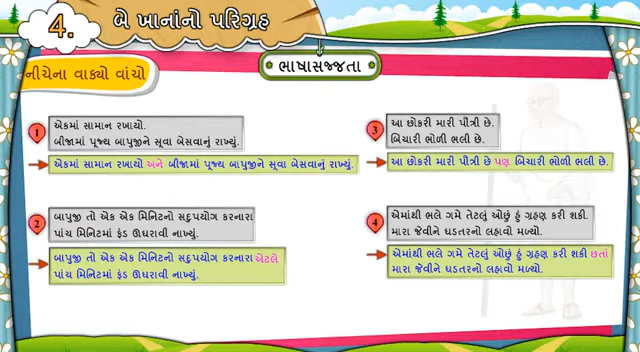 4.
બે ખાનાંનો પરિગ્રહ
ભાષાસજ્જતા
નીચેના વાક્યો વાંચો
1
એકમાં સામાન રખાયો.
બીજામાં પૂજ્ય બાપુજીને સૂવા બેસવાનું રાખ્યું.
એકમાં સામાન રખાયો અને બીજામાં પૂજ્ય બાપુજીને સૂવા બેસવાનું રાખ્યું.
2
બાપુજી તો એક એક મિનિટનો સદુપયોગ કરનારા
પાંચ મિનિટમાં ફંડ ઊઘરાવી નાખ્યું.
બાપુજી તો એક એક મિનિટનો સદુપયોગ કરનારા એટલે
પાંચ મિનિટમાં ફંડ ઊઘરાવી નાખ્યું.
3
આ છોકરી મારી પૌત્રી છે.
બિચારી ભોળી ભલી છે.
આ છોકરી મારી પૌત્રી છે પણ બિચારી ભોળી ભલી છે.
4
એમાંથી ભલે ગમે તેટલું ઓછું હું ગ્રહણ કરી શકી.
મારા જેવીને ઘડતરનો લહાવો મળ્યો.
એમાંથી ભલે ગમે તેટલું ઓછું હું ગ્રહણ કરી શકી છતાં
મારા જેવીને ઘડતરનો લહાવો મળ્યો.